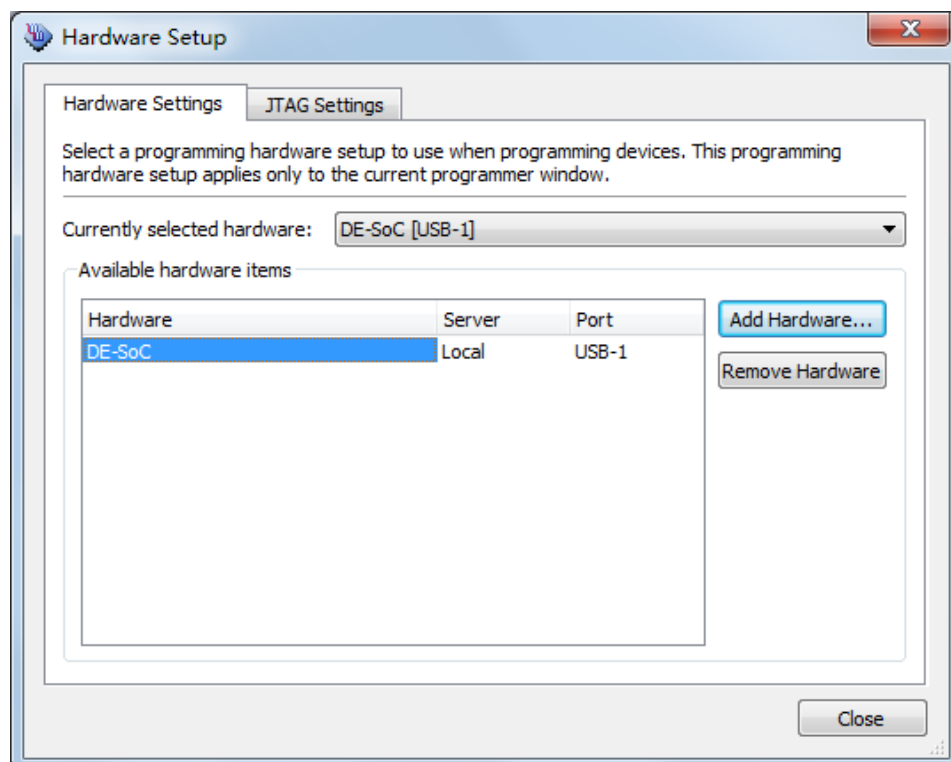 Hardware Setup
Hardware Settings
JTAG Settings
Select a programming hardware setup to use when programming devices. This programming
hardware setup applies only to the current programmer window.
Currently selected hardware:
DE-SoC [USB-1]
Available hardware items
Hardware
Server
Port
Add Hardware...
DE-SoC
Local
USB-1
Remove Hardware
Close